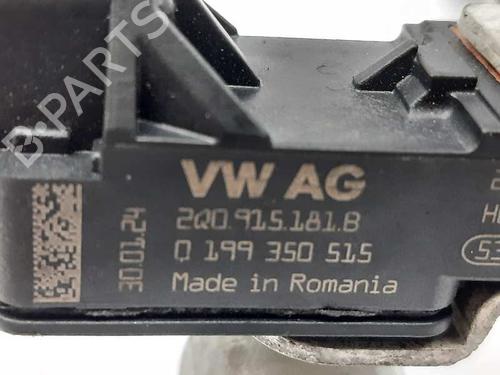 B-PARTS
VW AG
2Q0.915.181.B
0 199 350 515
Made in Romania
30.01.24